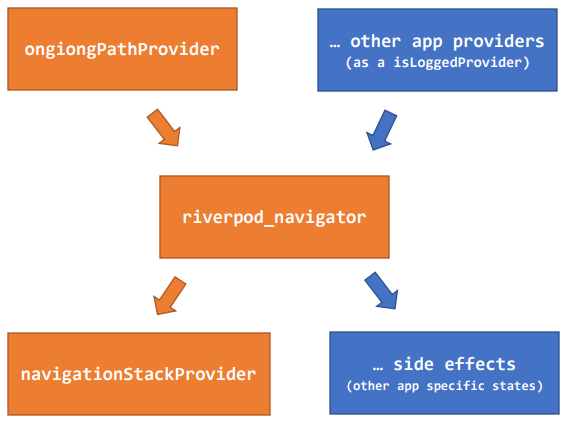 ongiongPathProvider
… other app providers
(as a isLoggedProvider)
riverpod_navigator
navigationStackProvider
… side effects
(other app specific states)